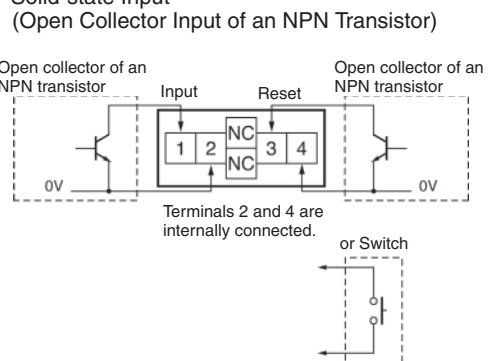 Solid-state Input
(Open Collector Input of an NPN Transistor)
Open collector of an
NPN transistor
Input
Reset
Open collector of an
NPN transistor
NC
1 2 3 4
NC
0V
0V
Terminals 2 and 4 are
internally connected.
or Switch